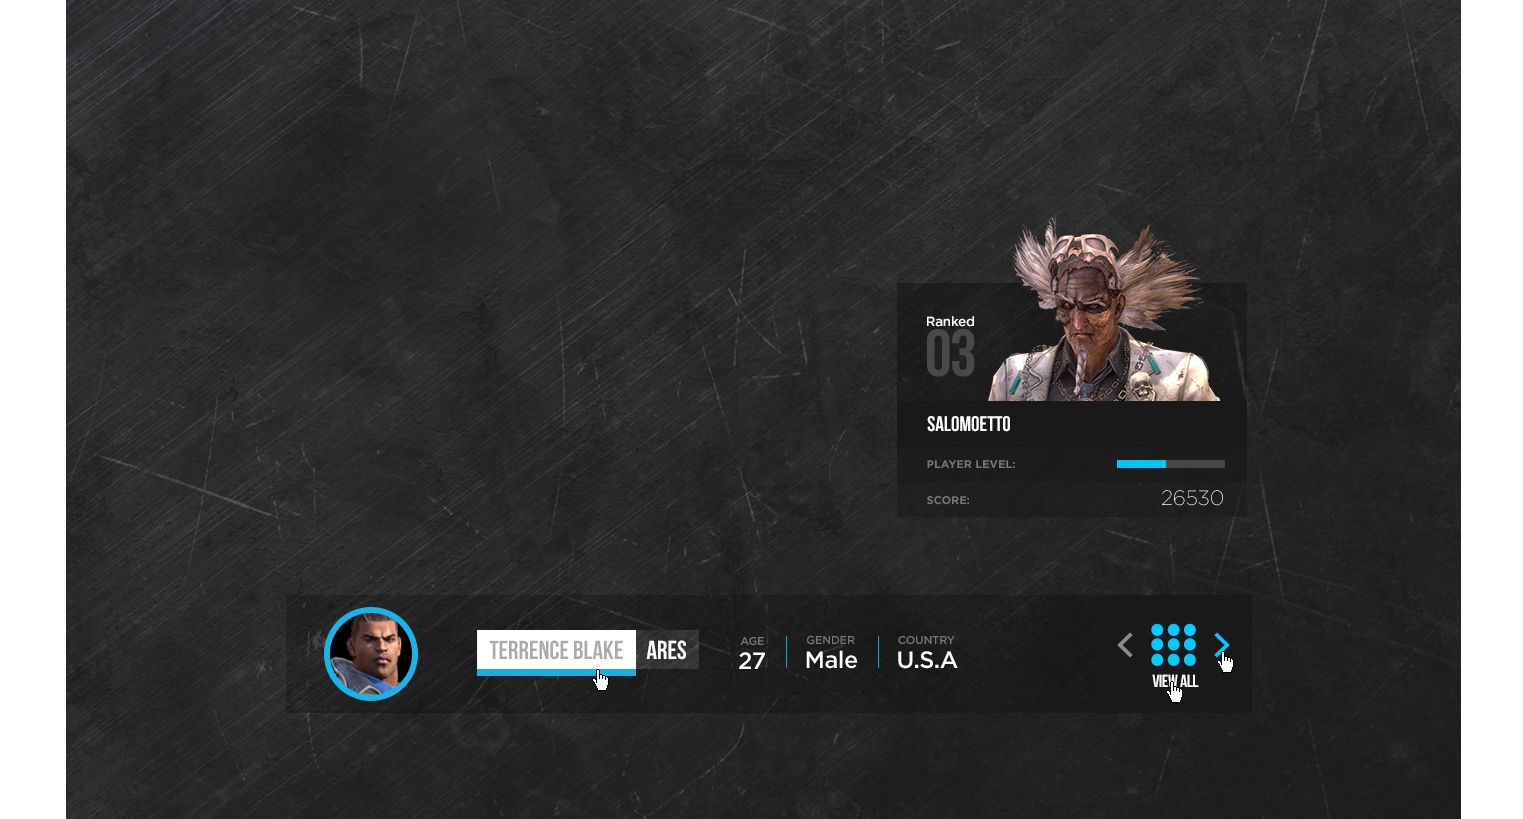 Ranked
03
SALOMOETTO
PLAYER LEVEL:
SCORE: 26530
TERRENCE BLAKE ARES
AGE GENDER COUNTRY
27 Male U.S.A
VIEW ALL